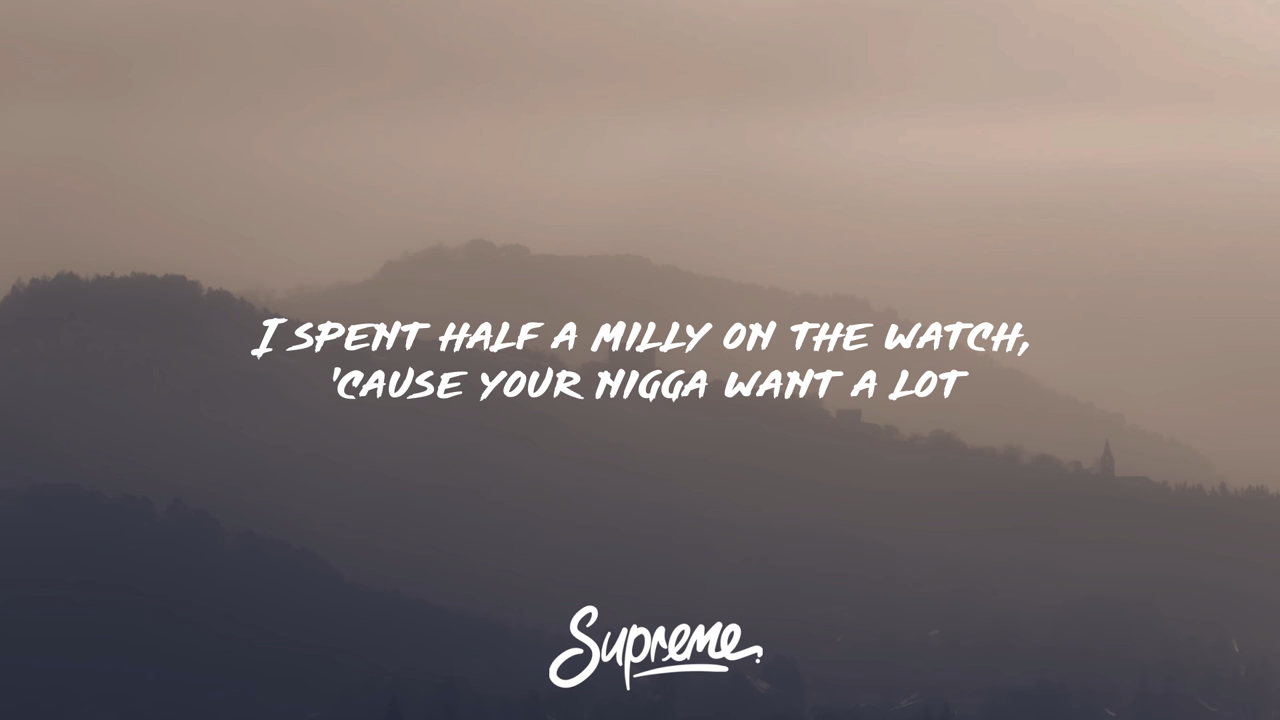 I SPENT HALF A MILLY ON THE WATCH,
'CAUSE YOUR NIGGA WANT A LOT
Supreme.